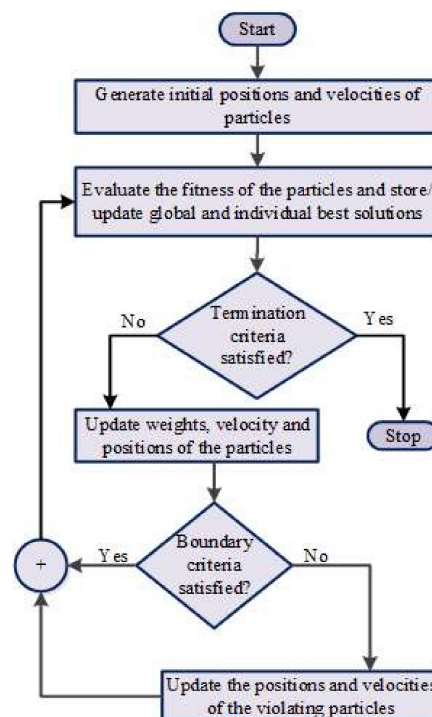 Start
Generate initial positions and velocities of
particles
Evaluate the fitness of the particles and store/
update global and individual best solutions
No
Termination
criteria
satisfied?
Yes
Update weights, velocity and
positions of the particles
Stop
+
Yes
Boundary
criteria
satisfied?
No
Update the positions and velocities
of the violating particles